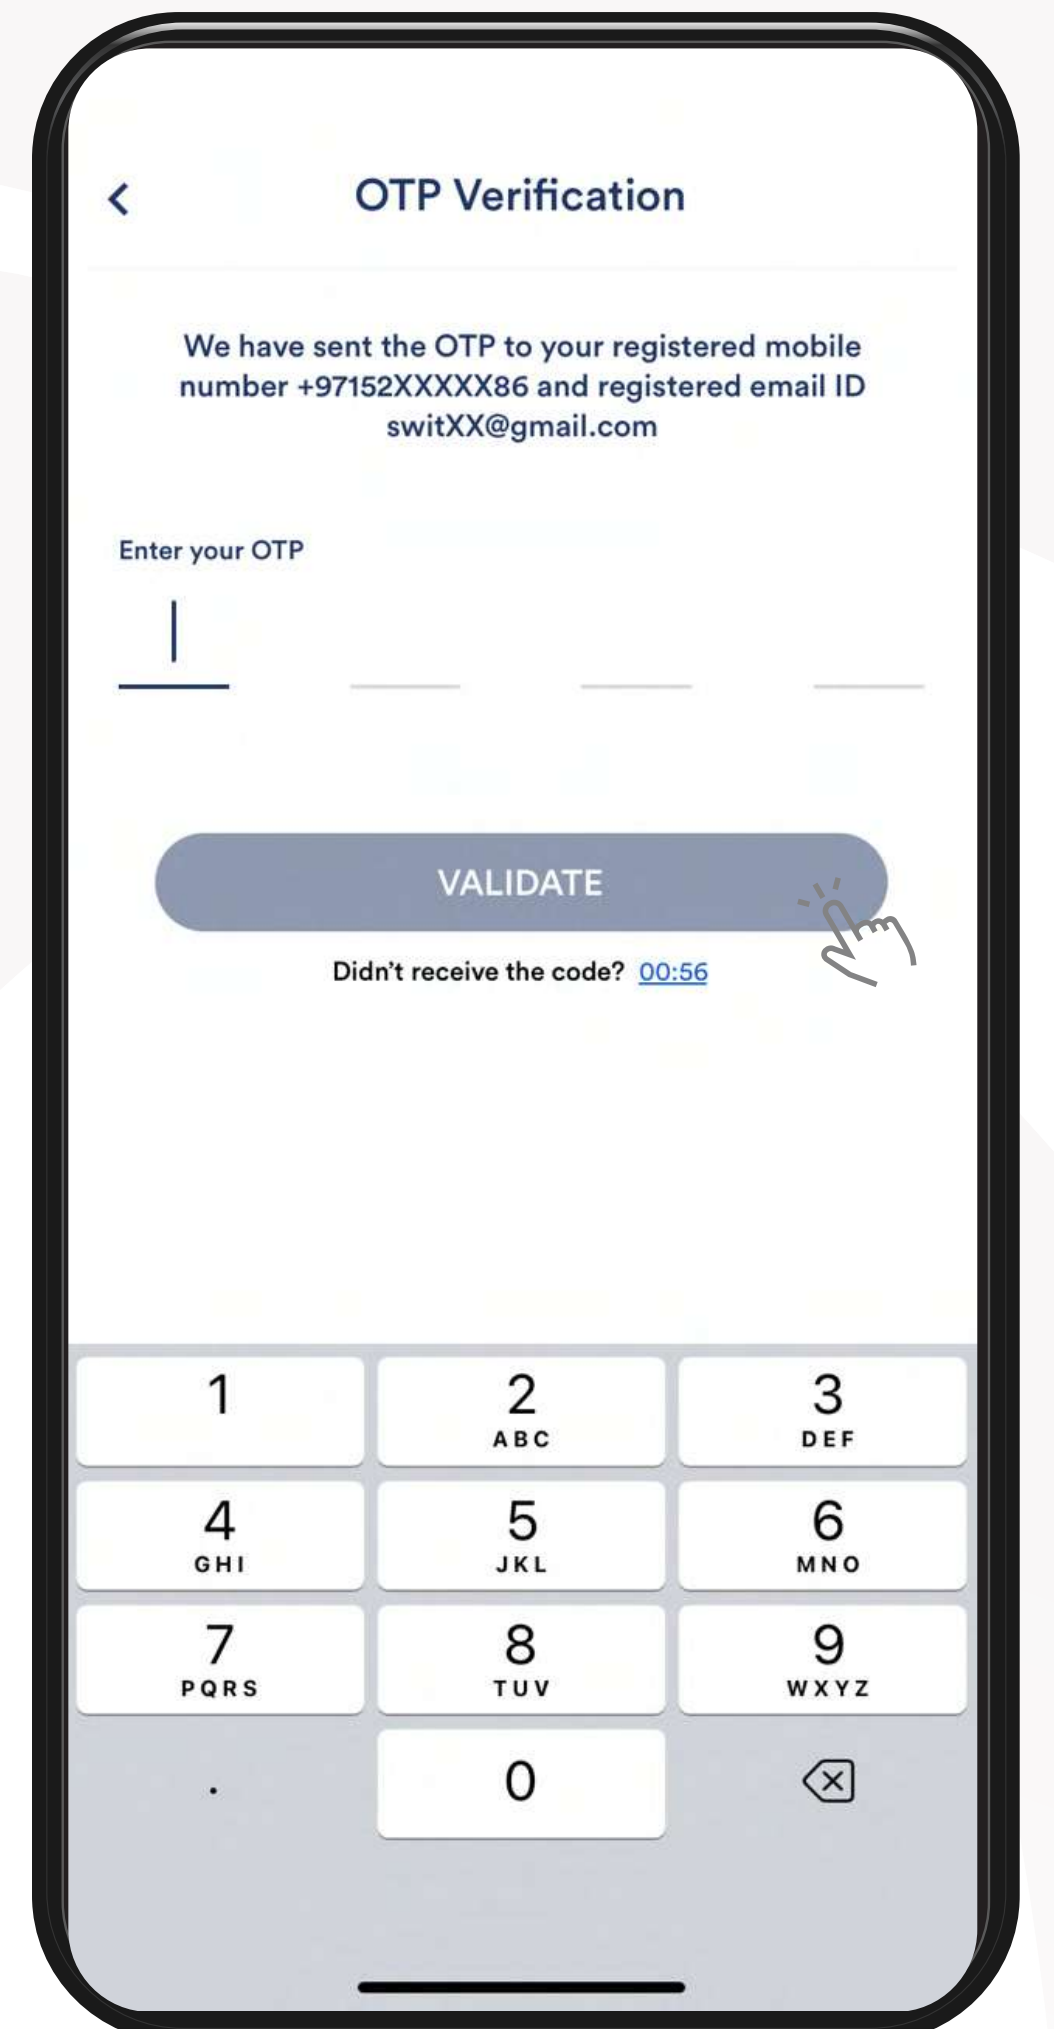 OTP Verification
We have sent the OTP to your registered mobile
number +97152XXXXX86 and registered email ID
switXX@gmail.com
Enter your OTP
VALIDATE
Didn't receive the code? 00:56
1 2 3
ABC DEF
4 5 6
GHI JKL MNO
7 8 9
PQRS TUV WXYZ
. 0